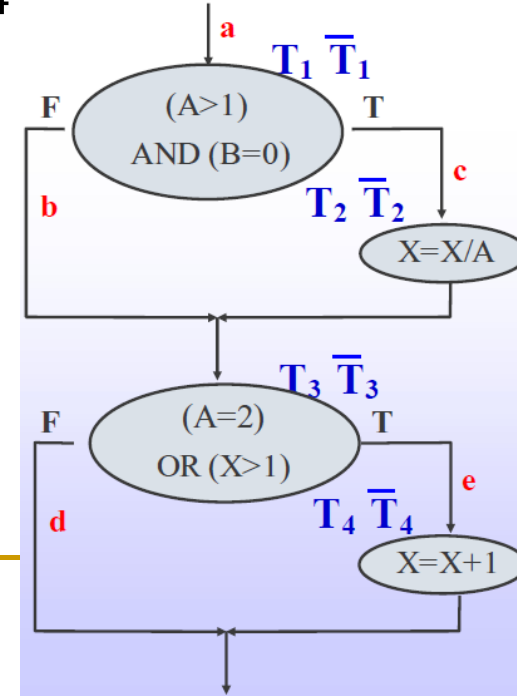 a
T₁ T̅₁
F (A>1) T
AND (B=0)
b c
T₂ T̅₂
X=X/A
T₃ T̅₃
F (A=2) T
OR (X>1)
d e
T₄ T̅₄
X=X+1